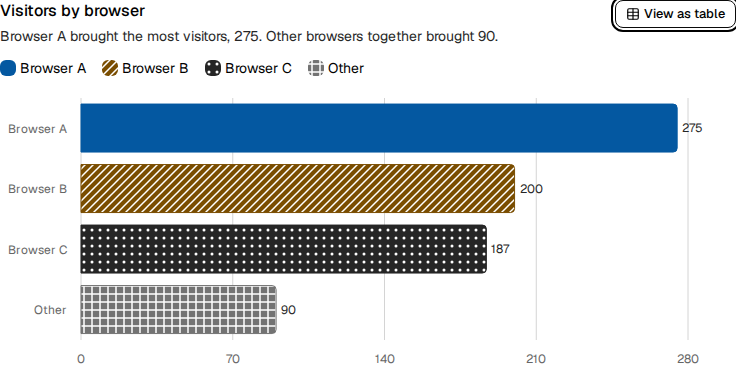 Visitors by browser
View as table
Browser A brought the most visitors, 275. Other browsers together brought 90.
Browser A Browser B Browser C Other
Browser A 275
Browser B 200
Browser C 187
Other 90
0 70 140 210 280